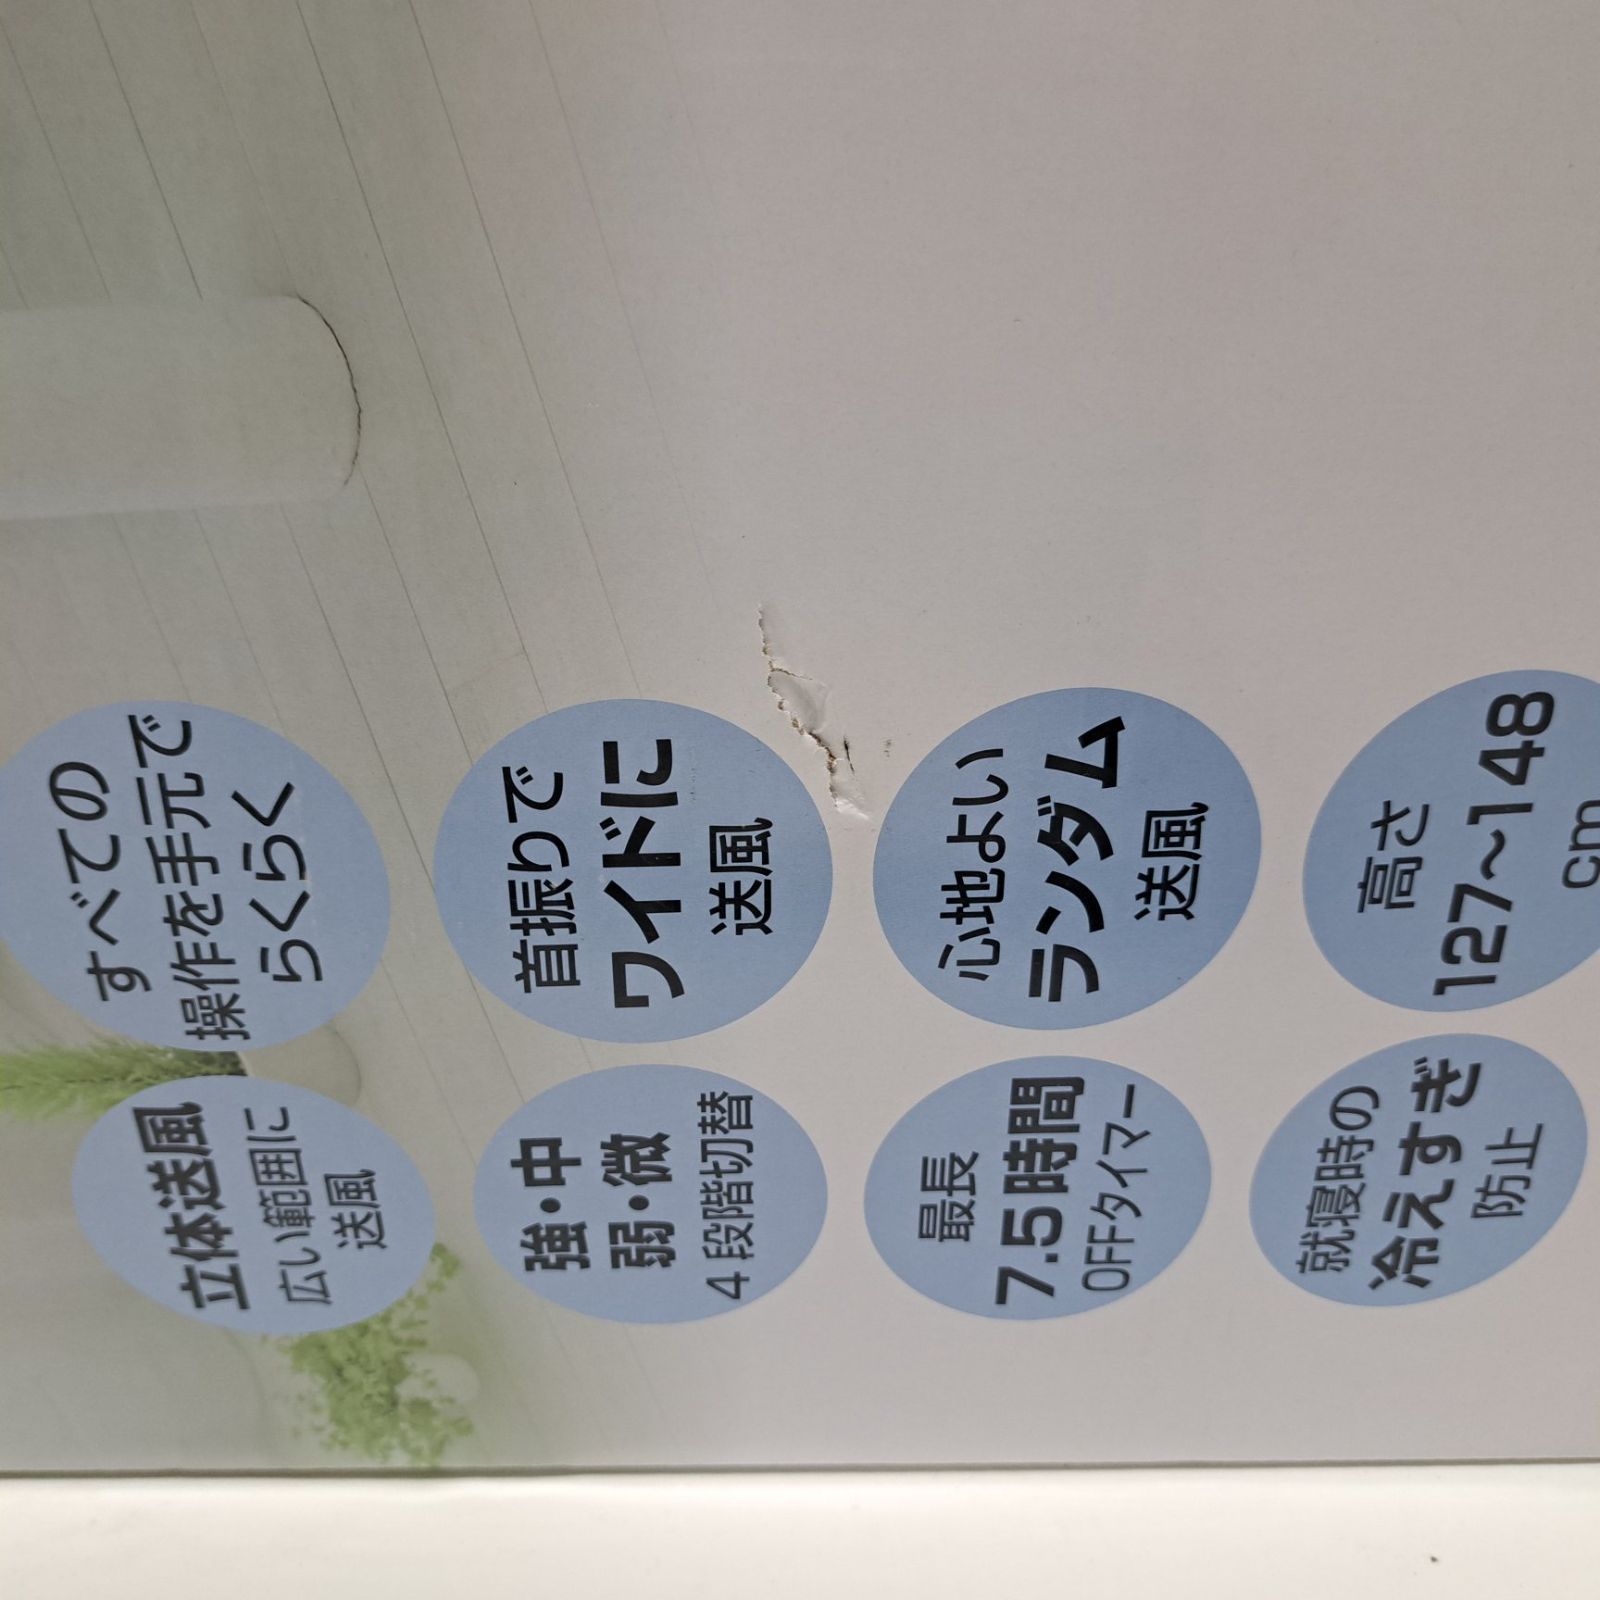 すべての
操作を手元で
らくらく
首振りで
ワイドに
送風
心地よい
ランダム
送風
高さ
127~148
cm
立体送風
広い範囲に
送風
強・中
弱・微
4段階切替
最長
7.5時間
OFFタイマー
就寝時の
冷えすぎ
防止